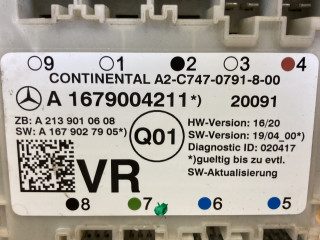 9 1 2 3 4
CONTINENTAL A2-C747-0791-8-00
A 1679004211*) 20091
ZB: A 213 901 06 08
SW: A 167 902 79 05*)
Q01
HW-Version: 16/20
SW-Version: 19/04_00*)
Diagnostic ID: 020417
*)gueltig bis zu evtl.
SW-Aktualisierung
VR
8 7 6 5